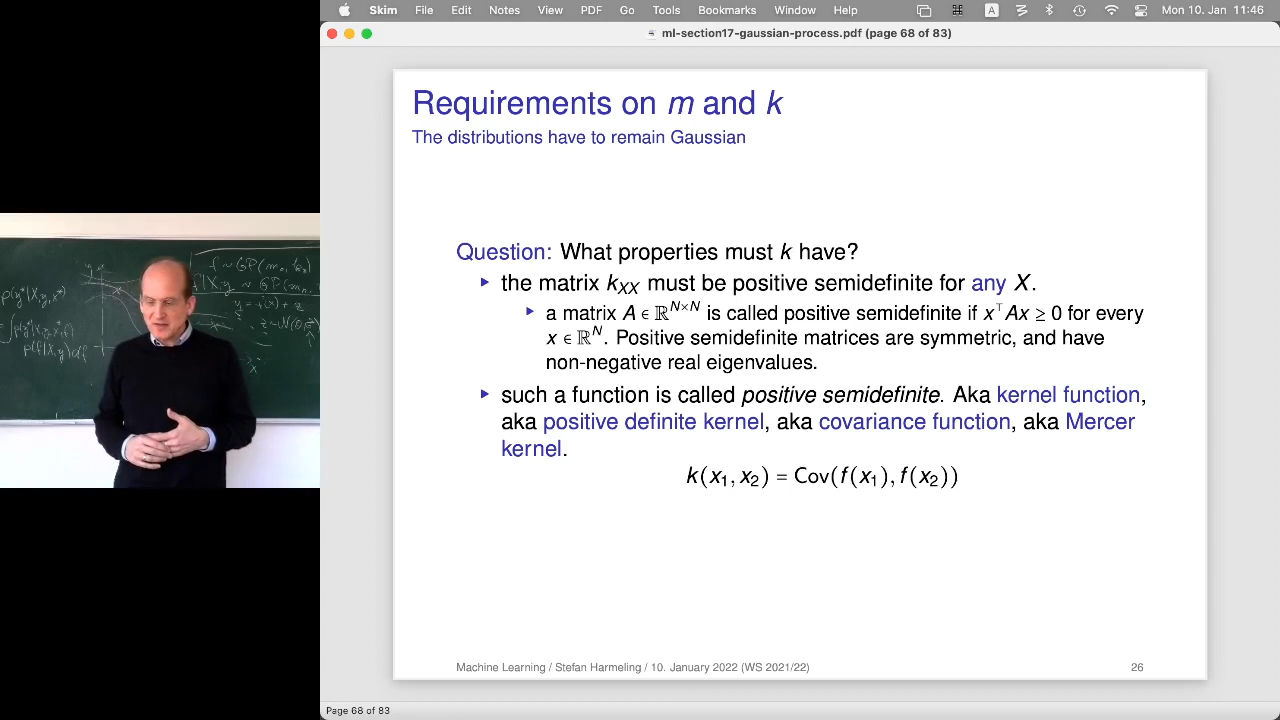 Skim File Edit Notes View PDF Go Tools Bookmarks Window Help A Mon 10. Jan 11:46
ml-section17-gaussian-process.pdf (page 68 of 83)
Requirements on m and k
The distributions have to remain Gaussian
Question: What properties must k have?
▸ the matrix k_XX must be positive semidefinite for any X.
▸ a matrix A ∈ ℝ^{N×N} is called positive semidefinite if x^⊤Ax ≥ 0 for every
x ∈ ℝ^N. Positive semidefinite matrices are symmetric, and have
non-negative real eigenvalues.
▸ such a function is called positive semidefinite. Aka kernel function,
aka positive definite kernel, aka covariance function, aka Mercer
kernel.
k(x₁, x₂) = Cov(f(x₁), f(x₂))
Machine Learning / Stefan Harmeling / 10. January 2022 (WS 2021/22) 26
Page 68 of 83